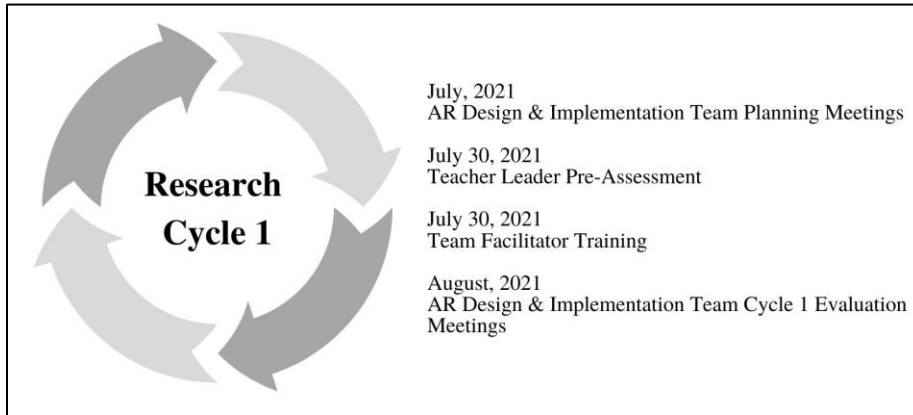 Research
Cycle 1
July, 2021
AR Design & Implementation Team Planning Meetings
July 30, 2021
Teacher Leader Pre-Assessment
July 30, 2021
Team Facilitator Training
August, 2021
AR Design & Implementation Team Cycle 1 Evaluation
Meetings